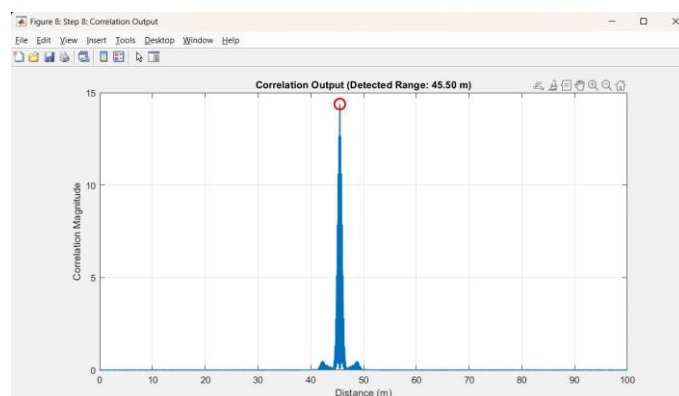 Figure 8: Step 8: Correlation Output
File Edit View Insert Tools Desktop Window Help
Correlation Output (Detected Range: 45.50 m)
15
10
5
0
Correlation Magnitude
0 10 20 30 40 50 60 70 80 90 100
Distance (m)